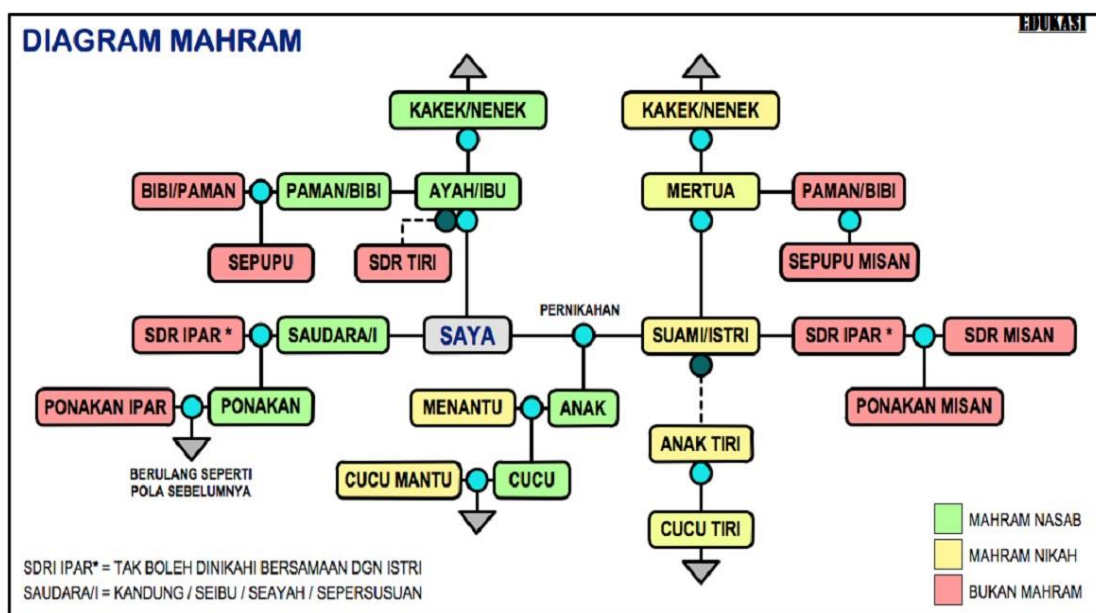 EDUKASI
DIAGRAM MAHRAM
KAKEK/NENEK
KAKEK/NENEK
BIBI/PAMAN
PAMAN/BIBI
AYAH/IBU
MERTUA
PAMAN/BIBI
SEPUPU
SDR TIRI
SEPUPU MISAN
PERNIKAHAN
SDR IPAR *
SAUDARA/I
SAYA
SUAMI/ISTRI
SDR IPAR *
SDR MISAN
PONAKAN IPAR
PONAKAN
MENANTU
ANAK
PONAKAN MISAN
ANAK TIRI
BERULANG SEPERTI
POLA SEBELUMNYA
CUCU MANTU
CUCU
CUCU TIRI
MAHRAM NASAB
MAHRAM NIKAH
BUKAN MAHRAM
SDRI IPAR* = TAK BOLEH DINIKAHI BERSAMAAN DGN ISTRI
SAUDARA/I = KANDUNG / SEIBU / SEAYAH / SEPERSUSUAN